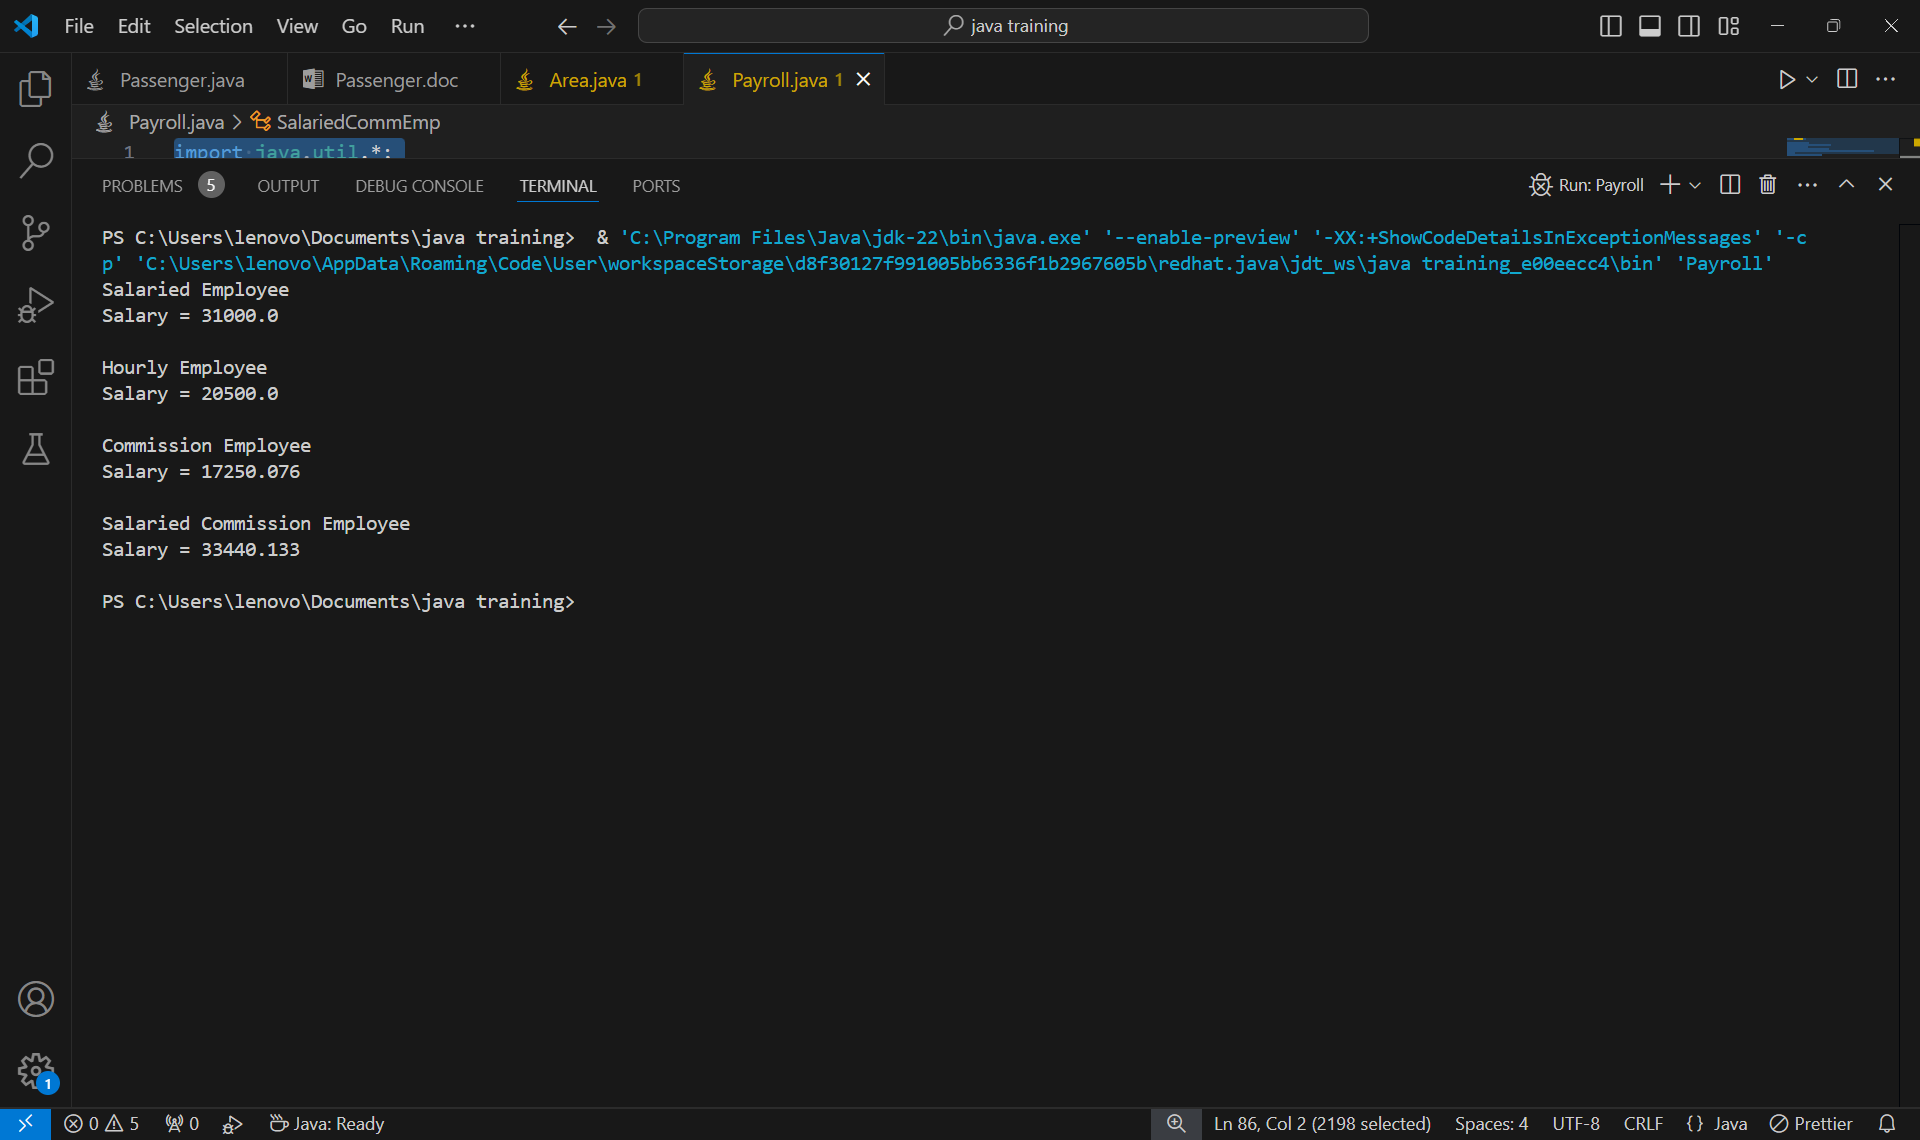 File Edit Selection View Go Run ··· java training
Passenger.java Passenger.doc Area.java 1 Payroll.java 1
Payroll.java > SalariedCommEmp
1 import java.util.*;
PROBLEMS 5 OUTPUT DEBUG CONSOLE TERMINAL PORTS Run: Payroll
PS C:\Users\lenovo\Documents\java training>  & 'C:\Program Files\Java\jdk-22\bin\java.exe' '--enable-preview' '-XX:+ShowCodeDetailsInExceptionMessages' '-c
p' 'C:\Users\lenovo\AppData\Roaming\Code\User\workspaceStorage\d8f30127f991005bb6336f1b2967605b\redhat.java\jdt_ws\java training_e00eecc4\bin' 'Payroll'
Salaried Employee
Salary = 31000.0
Hourly Employee
Salary = 20500.0
Commission Employee
Salary = 17250.076
Salaried Commission Employee
Salary = 33440.133
PS C:\Users\lenovo\Documents\java training>
1
0 5 0 Java: Ready Ln 86, Col 2 (2198 selected) Spaces: 4 UTF-8 CRLF {} Java Prettier